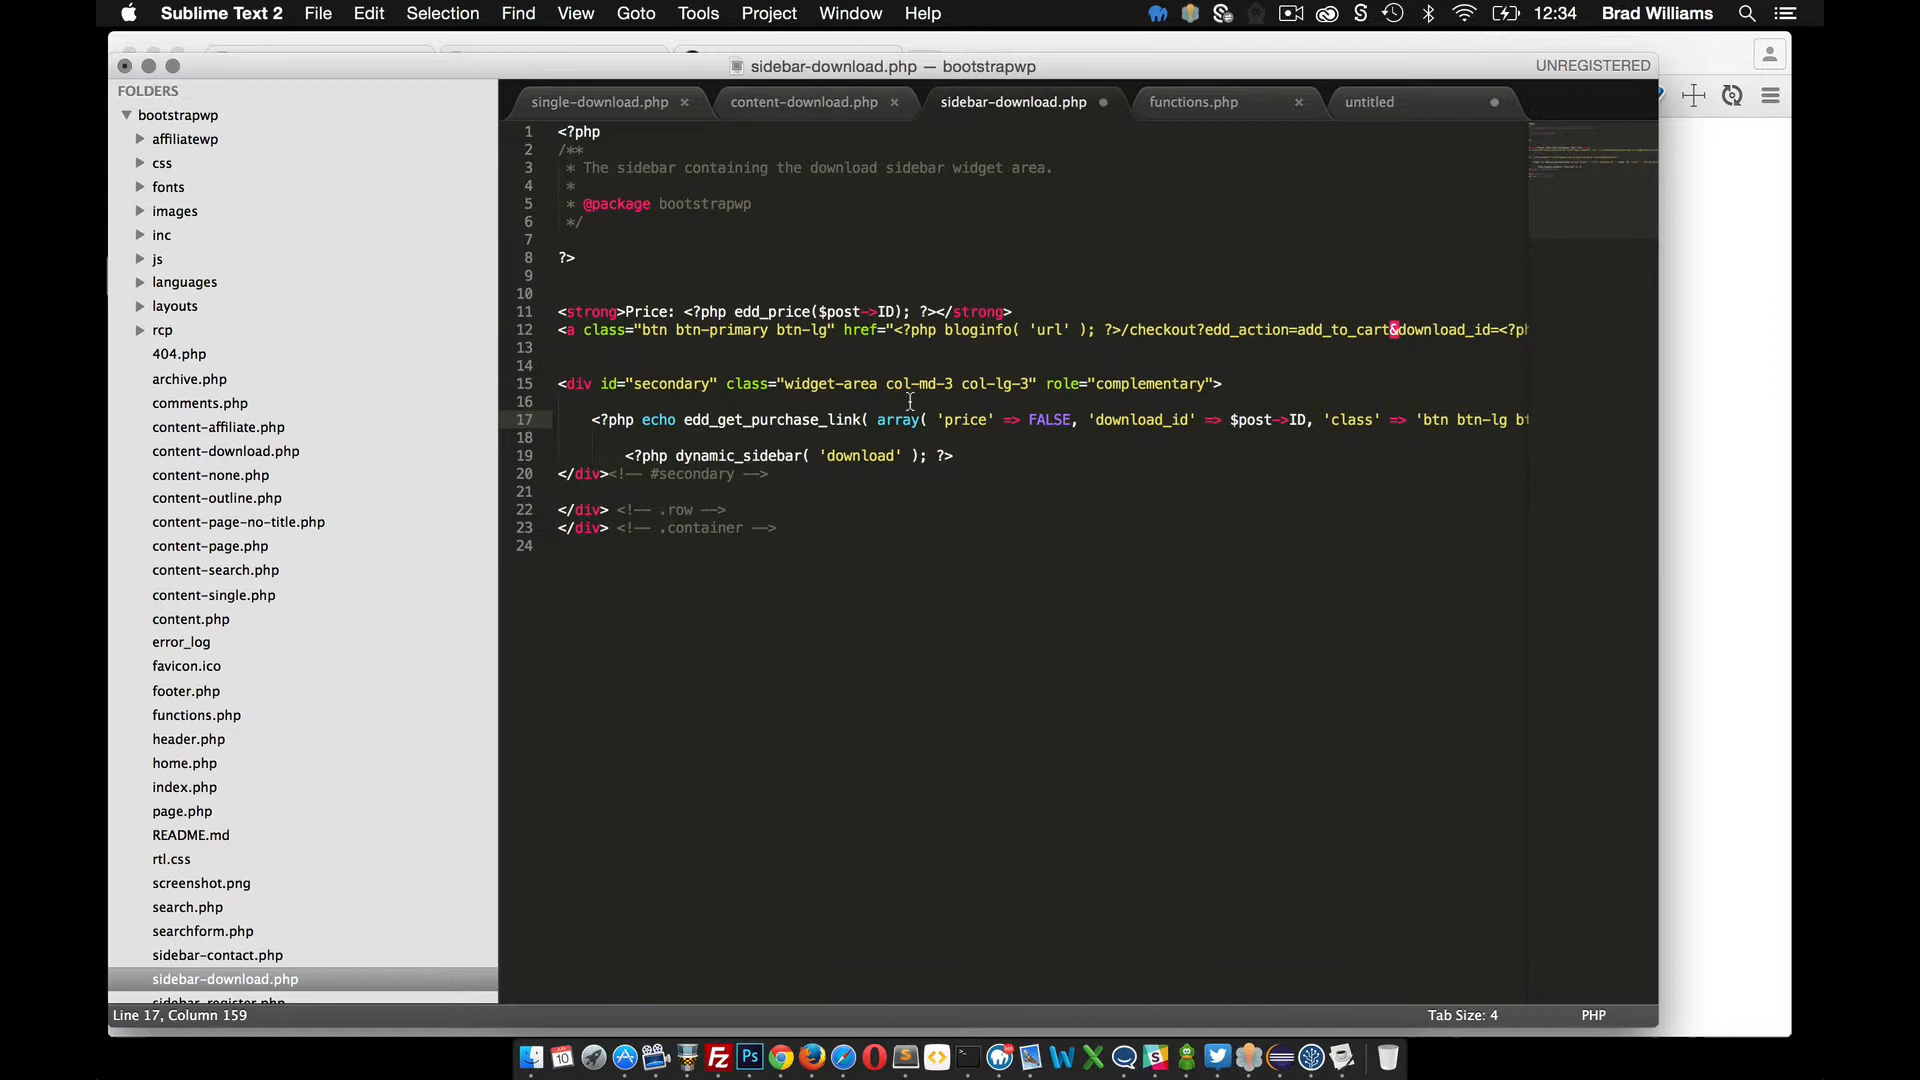 Sublime Text 2 File Edit Selection Find View Goto Tools Project Window Help 12:34 Brad Williams
sidebar-download.php — bootstrapwp UNREGISTERED
FOLDERS
bootstrapwp
affiliatewp
css
fonts
images
inc
js
languages
layouts
rcp
404.php
archive.php
comments.php
content-affiliate.php
content-download.php
content-none.php
content-outline.php
content-page-no-title.php
content-page.php
content-search.php
content-single.php
content.php
error_log
favicon.ico
footer.php
functions.php
header.php
home.php
index.php
page.php
README.md
rtl.css
screenshot.png
search.php
searchform.php
sidebar-contact.php
sidebar-download.php
sidebar-register.php
single-download.php content-download.php sidebar-download.php functions.php untitled
1 <?php
2 /**
3 * The sidebar containing the download sidebar widget area.
4 *
5 * @package bootstrapwp
6 */
7
8 ?>
9
10
11 <strong>Price: <?php edd_price($post->ID); ?></strong>
12 <a class="btn btn-primary btn-lg" href="<?php bloginfo( 'url' ); ?>/checkout?edd_action=add_to_cart&download_id=<?ph
13
14
15 <div id="secondary" class="widget-area col-md-3 col-lg-3" role="complementary">
16
17 <?php echo edd_get_purchase_link( array( 'price' => FALSE, 'download_id' => $post->ID, 'class' => 'btn btn-lg bt
18
19 <?php dynamic_sidebar( 'download' ); ?>
20 </div><!-- #secondary -->
21
22 </div> <!-- .row -->
23 </div> <!-- .container -->
24
Line 17, Column 159 Tab Size: 4 PHP